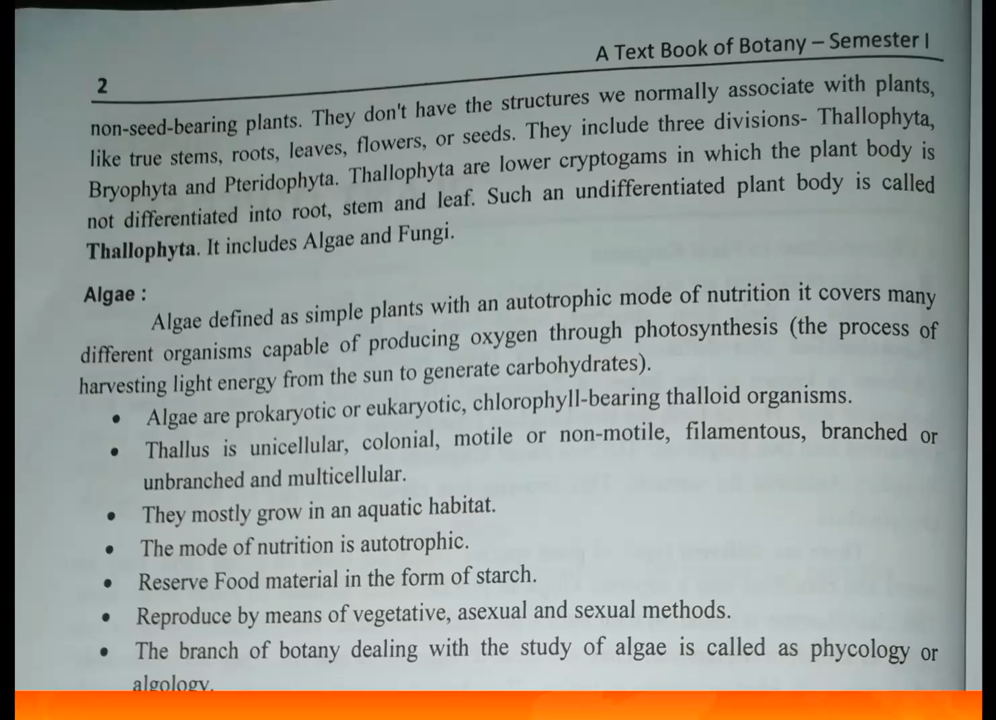 A Text Book of Botany – Semester I
2
non-seed-bearing plants. They don't have the structures we normally associate with plants,
like true stems, roots, leaves, flowers, or seeds. They include three divisions- Thallophyta,
Bryophyta and Pteridophyta. Thallophyta are lower cryptogams in which the plant body is
not differentiated into root, stem and leaf. Such an undifferentiated plant body is called
Thallophyta. It includes Algae and Fungi.
Algae :
Algae defined as simple plants with an autotrophic mode of nutrition it covers many
different organisms capable of producing oxygen through photosynthesis (the process of
harvesting light energy from the sun to generate carbohydrates).
• Algae are prokaryotic or eukaryotic, chlorophyll-bearing thalloid organisms.
• Thallus is unicellular, colonial, motile or non-motile, filamentous, branched or
unbranched and multicellular.
• They mostly grow in an aquatic habitat.
• The mode of nutrition is autotrophic.
• Reserve Food material in the form of starch.
• Reproduce by means of vegetative, asexual and sexual methods.
• The branch of botany dealing with the study of algae is called as phycology or
algology.